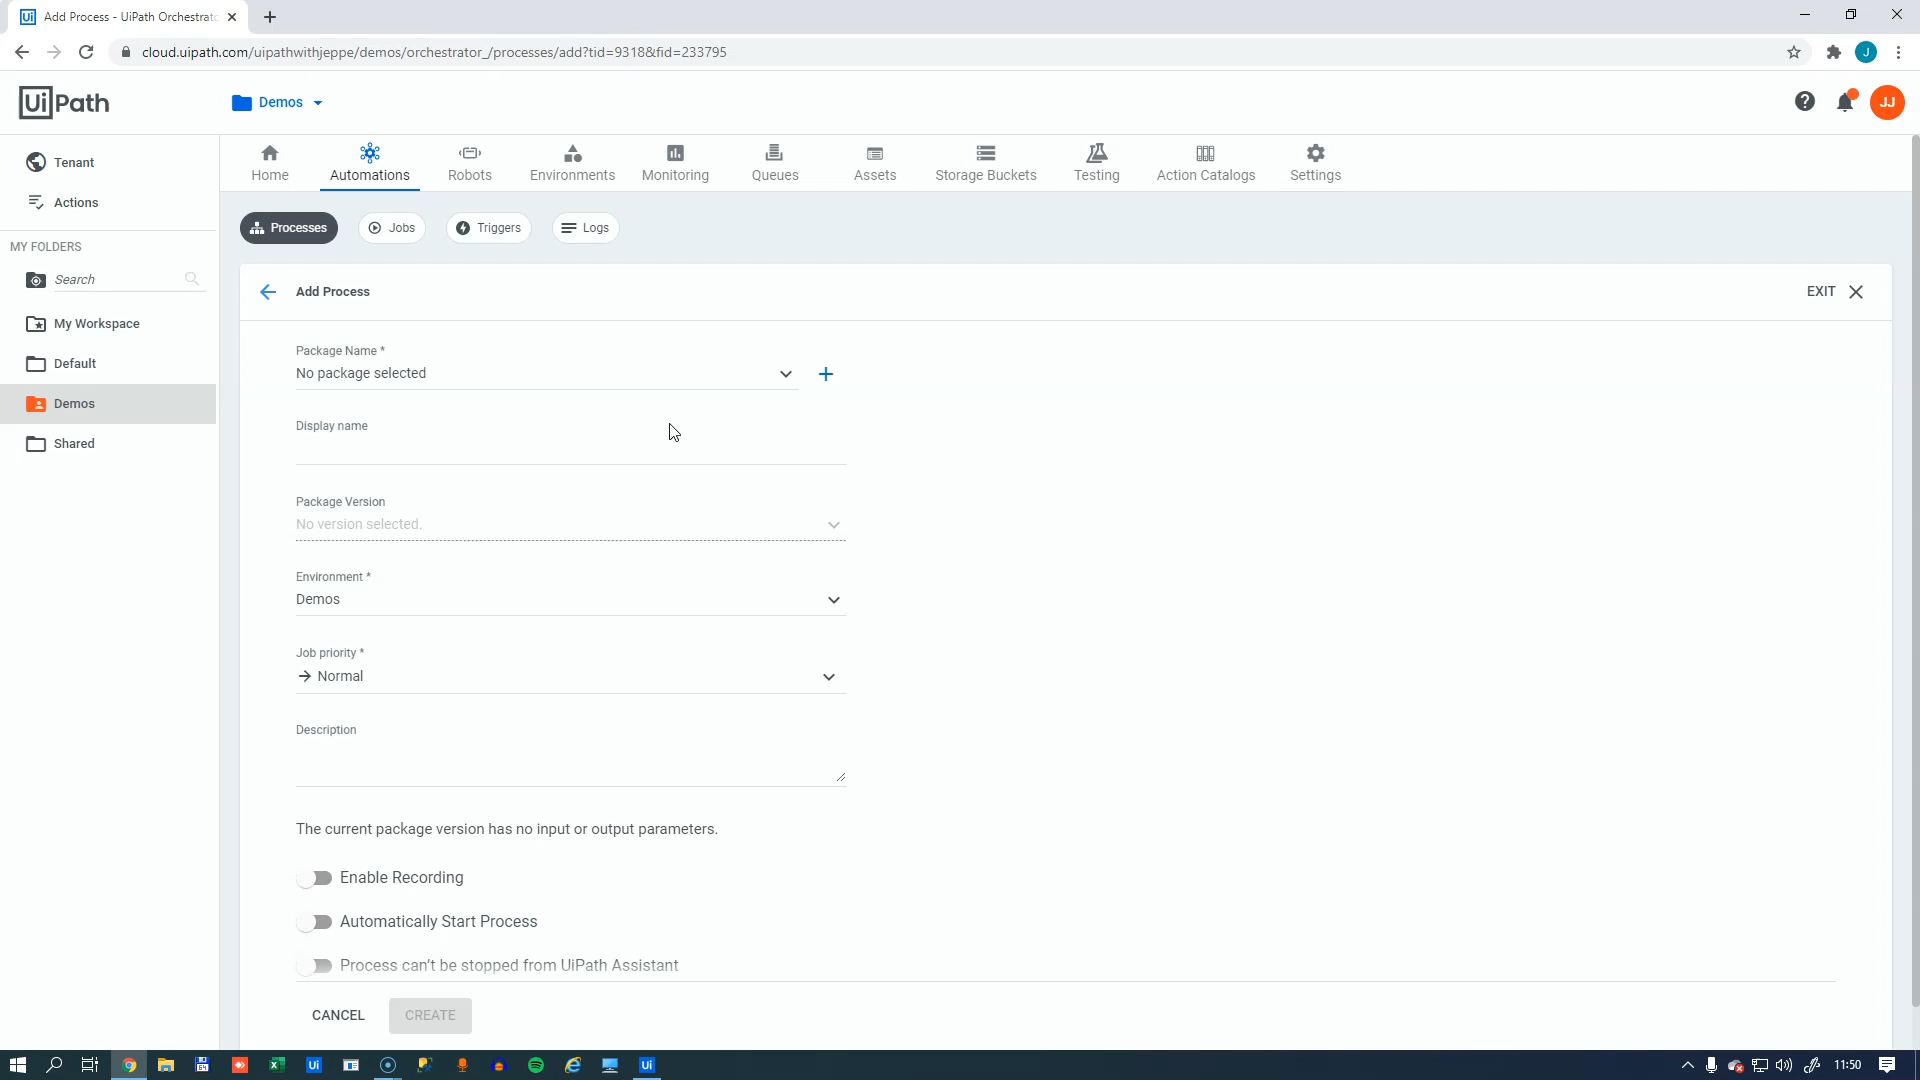 Add Process - UiPath Orchestrato
cloud.uipath.com/uipathwithjeppe/demos/orchestrator_/processes/add?tid=9318&fid=233795
J
UiPath
Demos
JJ
Tenant
Actions
MY FOLDERS
Search
My Workspace
Default
Demos
Shared
Home
Automations
Robots
Environments
Monitoring
Queues
Assets
Storage Buckets
Testing
Action Catalogs
Settings
Processes
Jobs
Triggers
Logs
Add Process
EXIT
Package Name *
No package selected
Display name
Package Version
No version selected.
Environment *
Demos
Job priority *
Normal
Description
The current package version has no input or output parameters.
Enable Recording
Automatically Start Process
Process can't be stopped from UiPath Assistant
CANCEL
CREATE
11:50